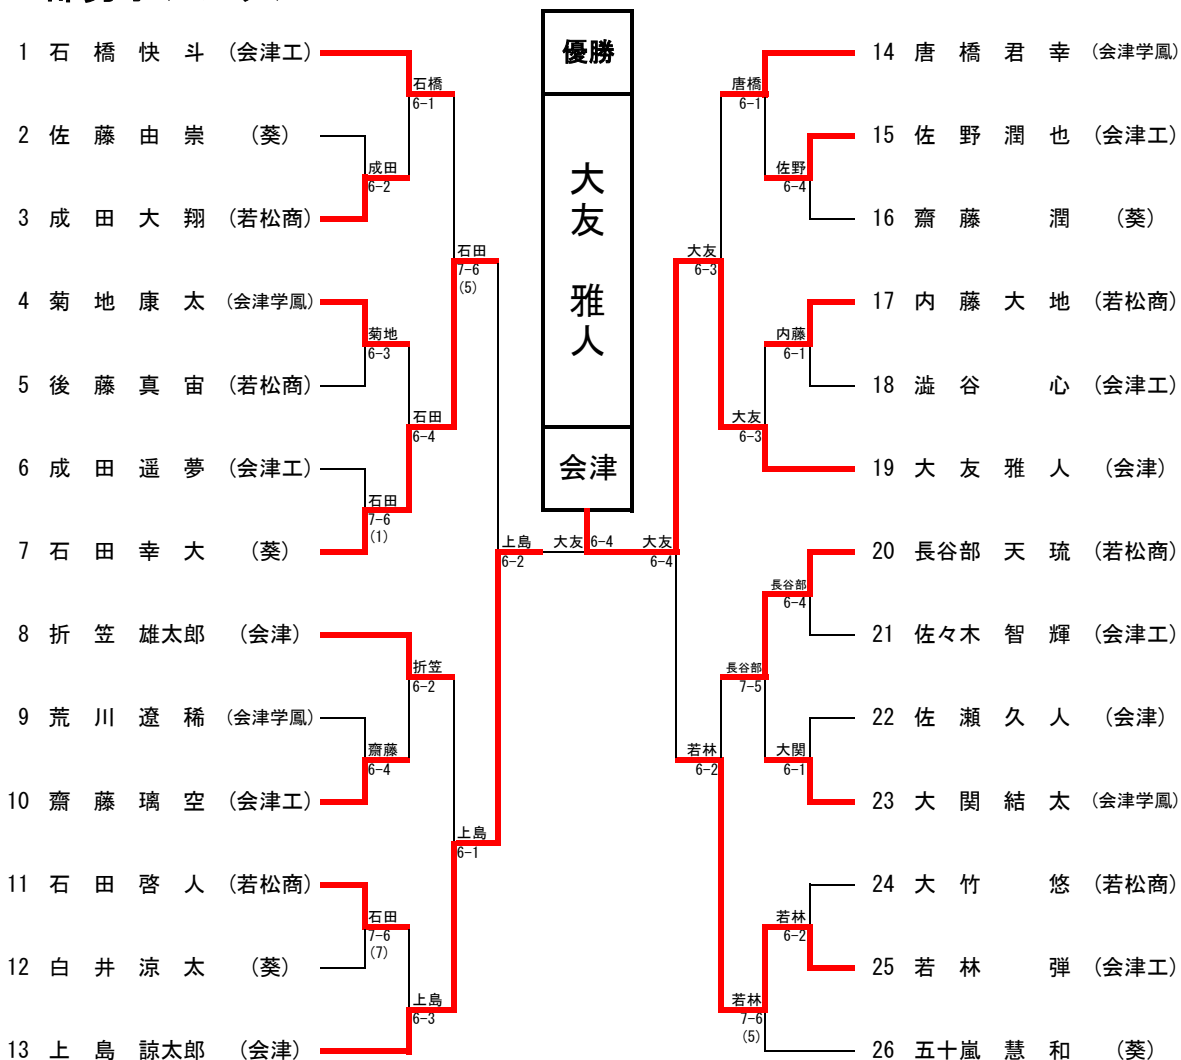 1 石橋快斗 (会津工)
2 佐藤由崇 (葵)
3 成田大翔 (若松商)
4 菊地康太 (会津学鳳)
5 後藤真宙 (若松商)
6 成田遥夢 (会津工)
7 石田幸大 (葵)
8 折笠雄太郎 (会津)
9 荒川遼稀 (会津学鳳)
10 齋藤璃空 (会津工)
11 石田啓人 (若松商)
12 白井涼太 (葵)
13 上島諒太郎 (会津)
石橋
6-1
成田
6-2
石田
7-6
(5)
菊地
6-3
石田
6-4
石田
7-6
(1)
上島
6-2
折笠
6-2
齋藤
6-4
上島
6-1
石田
7-6
(7)
上島
6-3
優勝
大友 雅人
会津
大友 6-4
唐橋
6-1
佐野
6-4
大友
6-3
内藤
6-1
大友
6-3
大友
6-4
長谷部
6-4
長谷部
7-5
若林
6-2
大関
6-1
若林
6-2
若林
7-6
(5)
14 唐橋君幸 (会津学鳳)
15 佐野潤也 (会津工)
16 齋藤 潤 (葵)
17 内藤大地 (若松商)
18 澁谷 心 (会津工)
19 大友雅人 (会津)
20 長谷部天琉 (若松商)
21 佐々木智輝 (会津工)
22 佐瀬久人 (会津)
23 大関結太 (会津学鳳)
24 大竹 悠 (若松商)
25 若林 弾 (会津工)
26 五十嵐慧和 (葵)